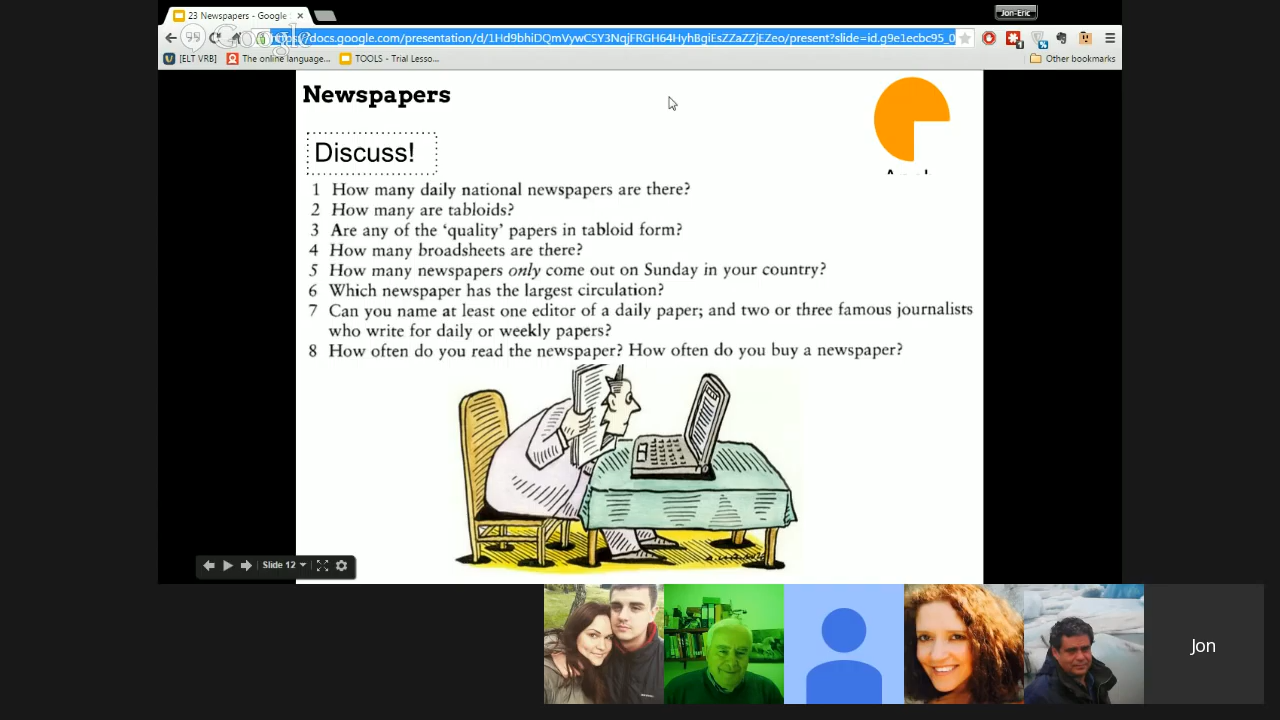 23 Newspapers - Google
Jon-Eric
Google
https://docs.google.com/presentation/d/1Hd9bhiDQmVywCSY3NqjFRGH64HyhBgiEsZZaZZjEZeo/present?slide=id.g9e1ecbc95_0
[ELT VRB]
The online language...
TOOLS - Trial Lesso...
Other bookmarks
Newspapers
Discuss!
1 How many daily national newspapers are there?
2 How many are tabloids?
3 Are any of the ‘quality’ papers in tabloid form?
4 How many broadsheets are there?
5 How many newspapers only come out on Sunday in your country?
6 Which newspaper has the largest circulation?
7 Can you name at least one editor of a daily paper; and two or three famous journalists
who write for daily or weekly papers?
8 How often do you read the newspaper? How often do you buy a newspaper?
Slide 12
Jon